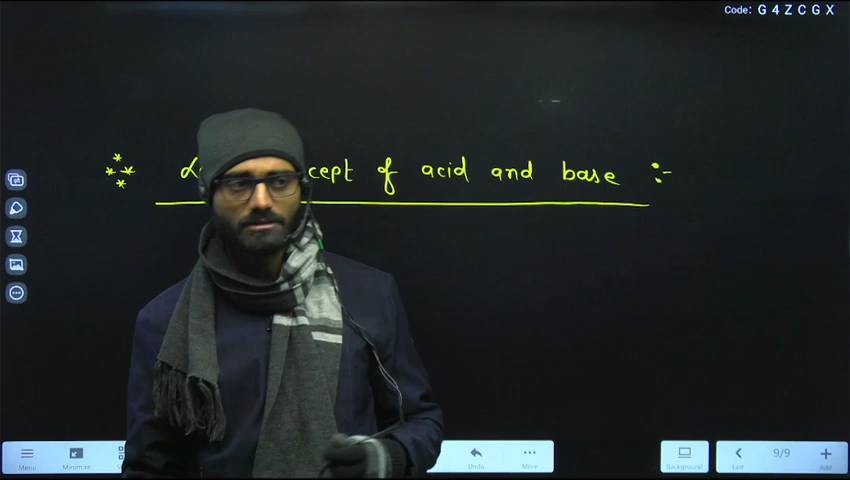 Code: G 4 Z C G X
cept of acid and base :-
Menu
Minimize
Undo
More
Background
Exit
9/9
Add